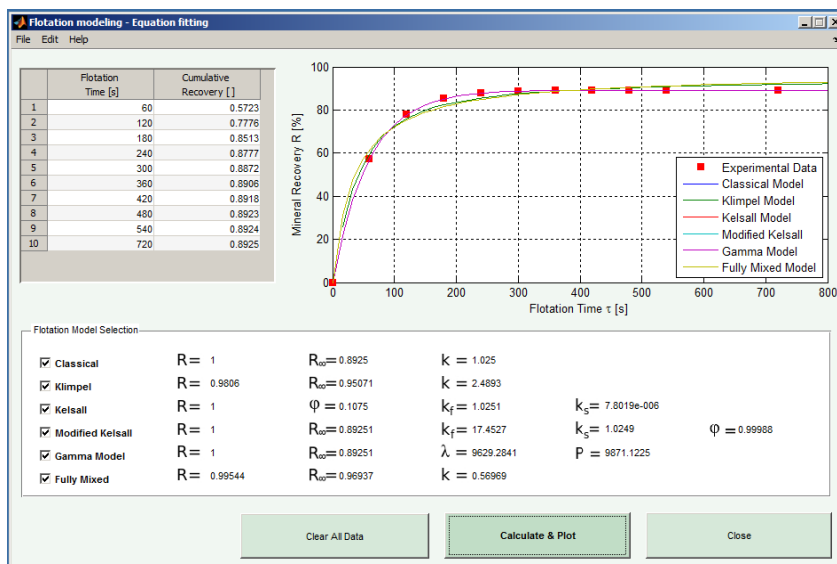 Flotation modeling - Equation fitting
File Edit Help
Flotation Time [s] Cumulative Recovery [ ]
1 60 0.5723
2 120 0.7776
3 180 0.8513
4 240 0.8777
5 300 0.8872
6 360 0.8906
7 420 0.8918
8 480 0.8923
9 540 0.8924
10 720 0.8925
Mineral Recovery R [%]
100
80
60
40
20
0
0 100 200 300 400 500 600 700 800
Flotation Time τ [s]
Experimental Data
Classical Model
Klimpel Model
Kelsall Model
Modified Kelsall
Gamma Model
Fully Mixed Model
Flotation Model Selection
Classical R= 1 R∞= 0.8925 k = 1.025
Klimpel R= 0.9806 R∞= 0.95071 k = 2.4893
Kelsall R= 1 φ= 0.1075 kf= 1.0251 ks= 7.8019e-006
Modified Kelsall R= 1 R∞= 0.89251 kf= 17.4527 ks= 1.0249 φ= 0.99988
Gamma Model R= 1 R∞= 0.89251 λ= 9629.2841 P= 9871.1225
Fully Mixed R= 0.99544 R∞= 0.96937 k = 0.56969
Clear All Data Calculate & Plot Close